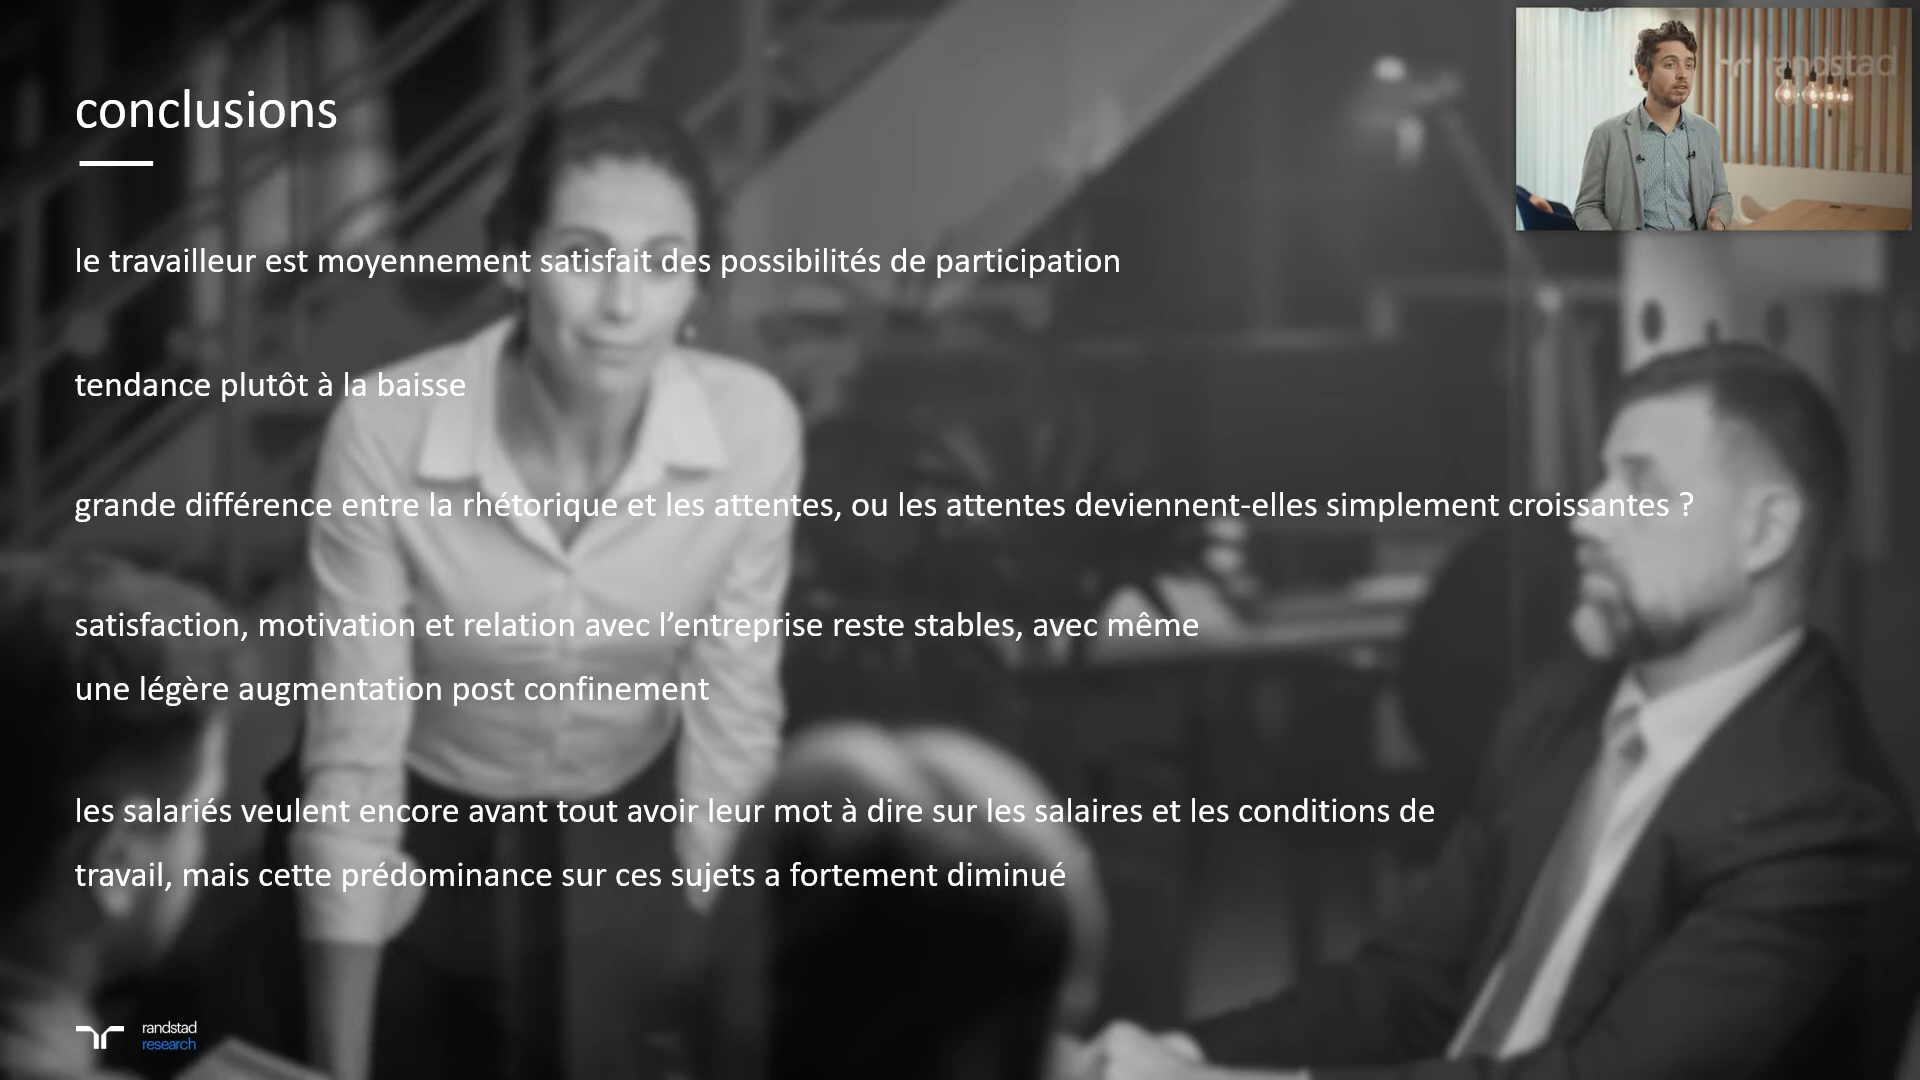 randstad
conclusions
le travailleur est moyennement satisfait des possibilités de participation
tendance plutôt à la baisse
grande différence entre la rhétorique et les attentes, ou les attentes deviennent-elles simplement croissantes ?
satisfaction, motivation et relation avec l’entreprise reste stables, avec même
une légère augmentation post confinement
les salariés veulent encore avant tout avoir leur mot à dire sur les salaires et les conditions de
travail, mais cette prédominance sur ces sujets a fortement diminué
randstad
research